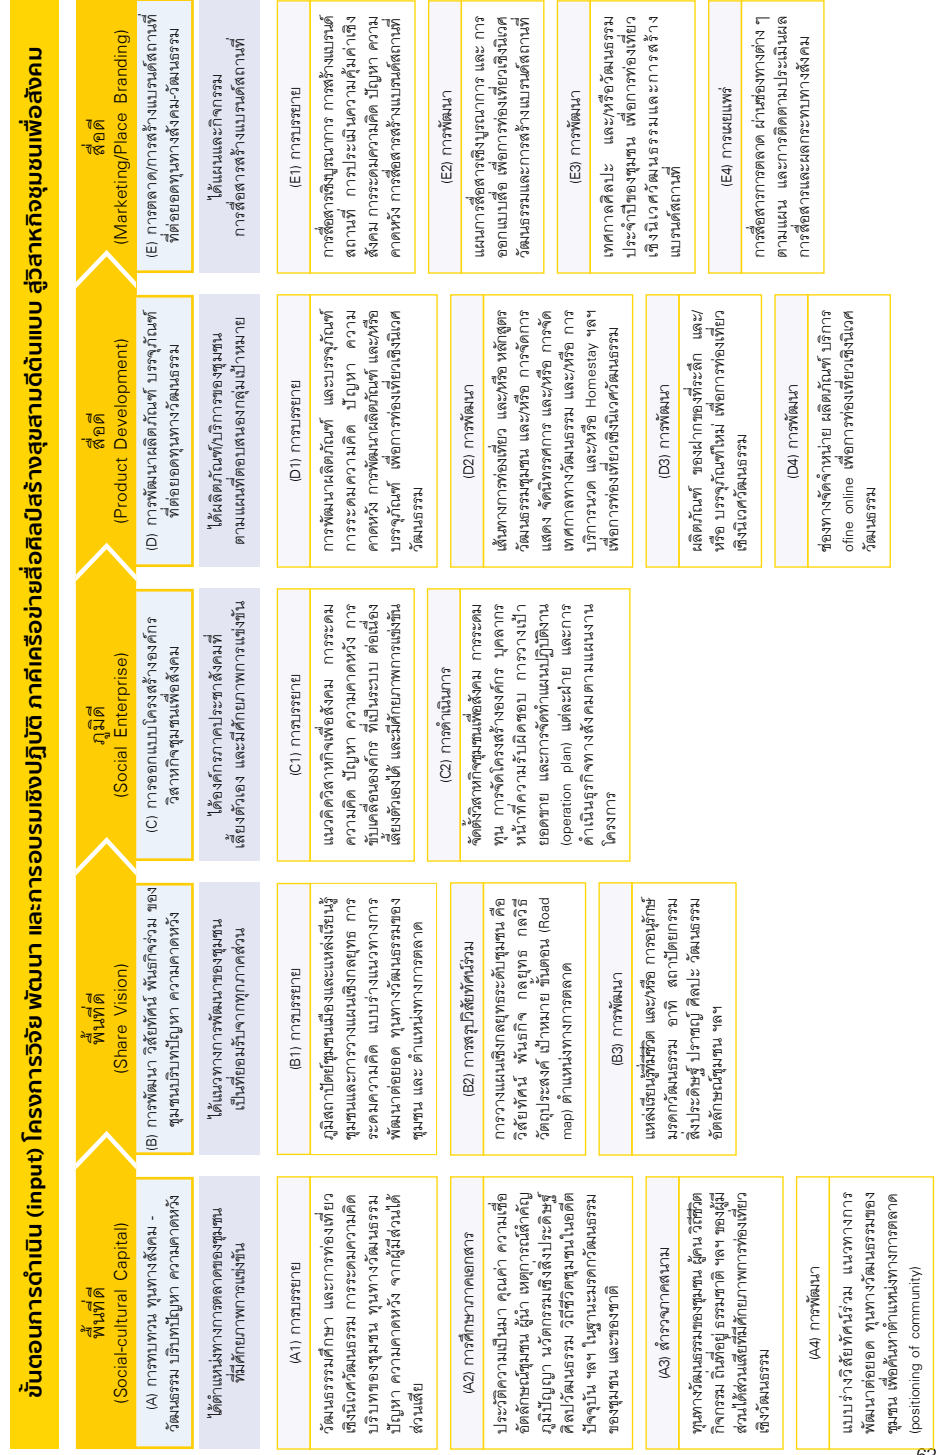 ขั้นตอนการดำเนิน (input) โครงการวิจัย พัฒนา และการอบรมเชิงปฏิบัติ ภาคีเครือข่ายสื่อศิลป์สร้างสุขสามดีต้นแบบ สู่วิสาหกิจชุมชนเพื่อสังคม
พื้นที่ดี
(Social-cultural Capital)
(A) การทบทวน ทุนทางสังคม -
วัฒนธรรม บริบทปัญหา ความคาดหวัง
ได้ตำแหน่งทางการตลาดของชุมชน
ที่มีศักยภาพการแข่งขัน
(A1) การบรรยาย
วัฒนธรรมศึกษา และการท่องเที่ยว
เชิงนิเวศวัฒนธรรม การระดมความคิด
บริบทของชุมชน ทุนทางวัฒนธรรม
ปัญหา ความคาดหวัง จากผู้มีส่วนได้
ส่วนเสีย
(A2) การศึกษาภาคเอกสาร
ประวัติความเป็นมา คุณค่า ความเชื่อ
อัตลักษณ์ชุมชน ผู้นำ เหตุการณ์สำคัญ
ภูมิปัญญา นวัตกรรมเชิงสิ่งประดิษฐ์
ศิลปวัฒนธรรม วิถีชีวิตชุมชนในอดีต
ปัจจุบัน ฯลฯ ในฐานะมรดกวัฒนธรรม
ของชุมชน และของชาติ
(A3) สำรวจภาคสนาม
ทุนทางวัฒนธรรมของชุมชน ผู้คน วิถีชีวิต
กิจกรรม ถิ่นที่อยู่ ธรรมชาติ ฯลฯ ของผู้มี
ส่วนได้ส่วนเสียที่มีศักยภาพการท่องเที่ยว
เชิงวัฒนธรรม
(A4) การพัฒนา
แบบร่างวิสัยทัศน์ร่วม แนวทางการ
พัฒนาต่อยอด ทุนทางวัฒนธรรมของ
ชุมชน เพื่อค้นหาตำแหน่งทางการตลาด
(positioning of community)
พื้นที่ดี
(Share Vision)
(B) การพัฒนา วิสัยทัศน์ พันธกิจร่วม ของ
ชุมชนบริบทปัญหา ความคาดหวัง
ได้แนวทางการพัฒนาของชุมชน
เป็นที่ยอมรับจากทุกภาคส่วน
(B1) การบรรยาย
ภูมิสถาปัตย์ชุมชนเมืองและแหล่งเรียนรู้
ชุมชนและการวางแผนเชิงกลยุทธ การ
ระดมความคิด แบบร่างแนวทางการ
พัฒนาต่อยอด ทุนทางวัฒนธรรมของ
ชุมชน และ ตำแหน่งทางการตลาด
(B2) การสรุปวิสัยทัศน์ร่วม
การวางแผนเชิงกลยุทธระดับชุมชน คือ
วิสัยทัศน์ พันธกิจ กลยุทธ กลวิธี
วัตถุประสงค์ เป้าหมาย ขั้นตอน (Road
map) ตำแหน่งทางการตลาด
(B3) การพัฒนา
แหล่งเรียนรู้ที่มีชีวิต และ/หรือ การอนุรักษ์
มรดกวัฒนธรรม อาทิ สถาปัตยกรรม
สิ่งประดิษฐ์ ปราชญ์ ศิลปะ วัฒนธรรม
อัตลักษณ์ชุมชน ฯลฯ
ภูมิดี
(Social Enterprise)
(C) การออกแบบโครงสร้างองค์กร
วิสาหกิจชุมชนเพื่อสังคม
ได้องค์กรภาคประชาสังคมที่
เลี้ยงตัวเอง และมีศักยภาพการแข่งขัน
(C1) การบรรยาย
แนวคิดวิสาหกิจเพื่อสังคม การระดม
ความคิด ปัญหา ความคาดหวัง การ
ขับเคลื่อนองค์กร ที่เป็นระบบ ต่อเนื่อง
เลี้ยงตัวเองได้ และมีศักยภาพการแข่งขัน
(C2) การดำเนินการ
จัดตั้งวิสาหกิจชุมชนเพื่อสังคม การระดม
ทุน การจัดโครงสร้างองค์กร บุคลากร
หน้าที่ความรับผิดชอบ การวางเป้า
ยอดขาย และการจัดทำแผนปฏิบัติงาน
(operation plan) แต่ละฝ่าย และการ
ดำเนินธุรกิจทางสังคมตามแผนงาน
โครงการ
สื่อดี
(Product Development)
(D) การพัฒนาผลิตภัณฑ์ บรรจุภัณฑ์
ที่ต่อยอดทุนทางวัฒนธรรม
ได้ผลิตภัณฑ์/บริการของชุมชน
ตามแผนที่ตอบสนองกลุ่มเป้าหมาย
(D1) การบรรยาย
การพัฒนาผลิตภัณฑ์ และบรรจุภัณฑ์
การระดมความคิด ปัญหา ความ
คาดหวัง การพัฒนาผลิตภัณฑ์ และ/หรือ
บรรจุภัณฑ์ เพื่อการท่องเที่ยวเชิงนิเวศ
วัฒนธรรม
(D2) การพัฒนา
เส้นทางการท่องเที่ยว และ/หรือ หลักสูตร
วัฒนธรรมชุมชน และ/หรือ การจัดการ
แสดง จัดนิทรรศการ และ/หรือ การจัด
เทศกาลทางวัฒนธรรม และ/หรือ การ
บริการนวด และ/หรือ Homestay ฯลฯ
เพื่อการท่องเที่ยวเชิงนิเวศวัฒนธรรม
(D3) การพัฒนา
ผลิตภัณฑ์ ของฝากของที่ระลึก และ/
หรือ บรรจุภัณฑ์ใหม่ เพื่อการท่องเที่ยว
เชิงนิเวศวัฒนธรรม
(D4) การพัฒนา
ช่องทางจัดจำหน่าย ผลิตภัณฑ์ บริการ
ofine online เพื่อการท่องเที่ยวเชิงนิเวศ
วัฒนธรรม
สื่อดี
(Marketing/Place Branding)
(E) การตลาด/การสร้างแบรนด์สถานที่
ที่ต่อยอดทุนทางสังคม-วัฒนธรรม
ได้แผนและกิจกรรม
การสื่อสารสร้างแบรนด์สถานที่
(E1) การบรรยาย
การสื่อสารเชิงบูรณาการ การสร้างแบรนด์
สถานที่ การประเมินความคุ้มค่าเชิง
สังคม การระดมความคิด ปัญหา ความ
คาดหวัง การสื่อสารสร้างแบรนด์สถานที่
(E2) การพัฒนา
แผนการสื่อสารเชิงบูรณาการ และ การ
ออกแบบสื่อ เพื่อการท่องเที่ยวเชิงนิเวศ
วัฒนธรรมและการสร้างแบรนด์สถานที่
(E3) การพัฒนา
เทศกาลศิลปะ และ/หรือวัฒนธรรม
ประจำปีของชุมชน เพื่อการท่องเที่ยว
เชิงนิเวศวัฒนธรรมและการสร้าง
แบรนด์สถานที่
(E4) การเผยแพร่
การสื่อสารการตลาด ผ่านช่องทางต่าง ๆ
ตามแผน และการติดตามประเมินผล
การสื่อสารและผลกระทบทางสังคม